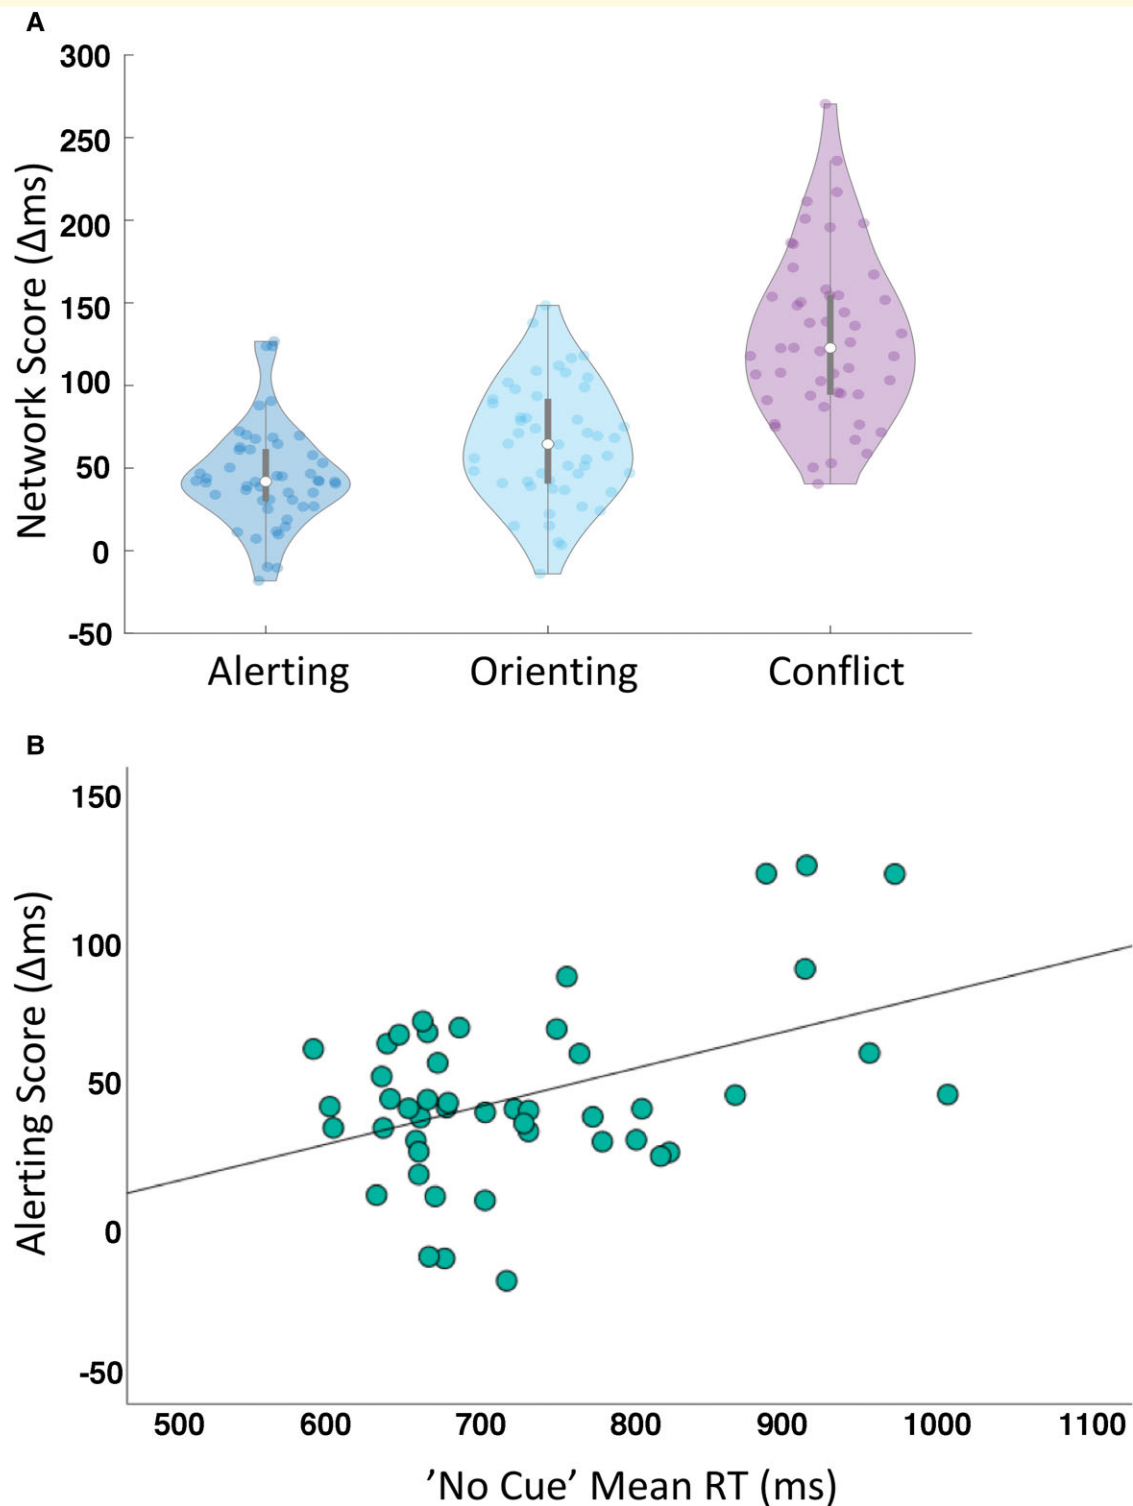 A
300
250
200
150
100
50
0
-50
Network Score (Δms)
Alerting Orienting Conflict
B
150
100
50
0
-50
Alerting Score (Δms)
500 600 700 800 900 1000 1100
’No Cue’ Mean RT (ms)